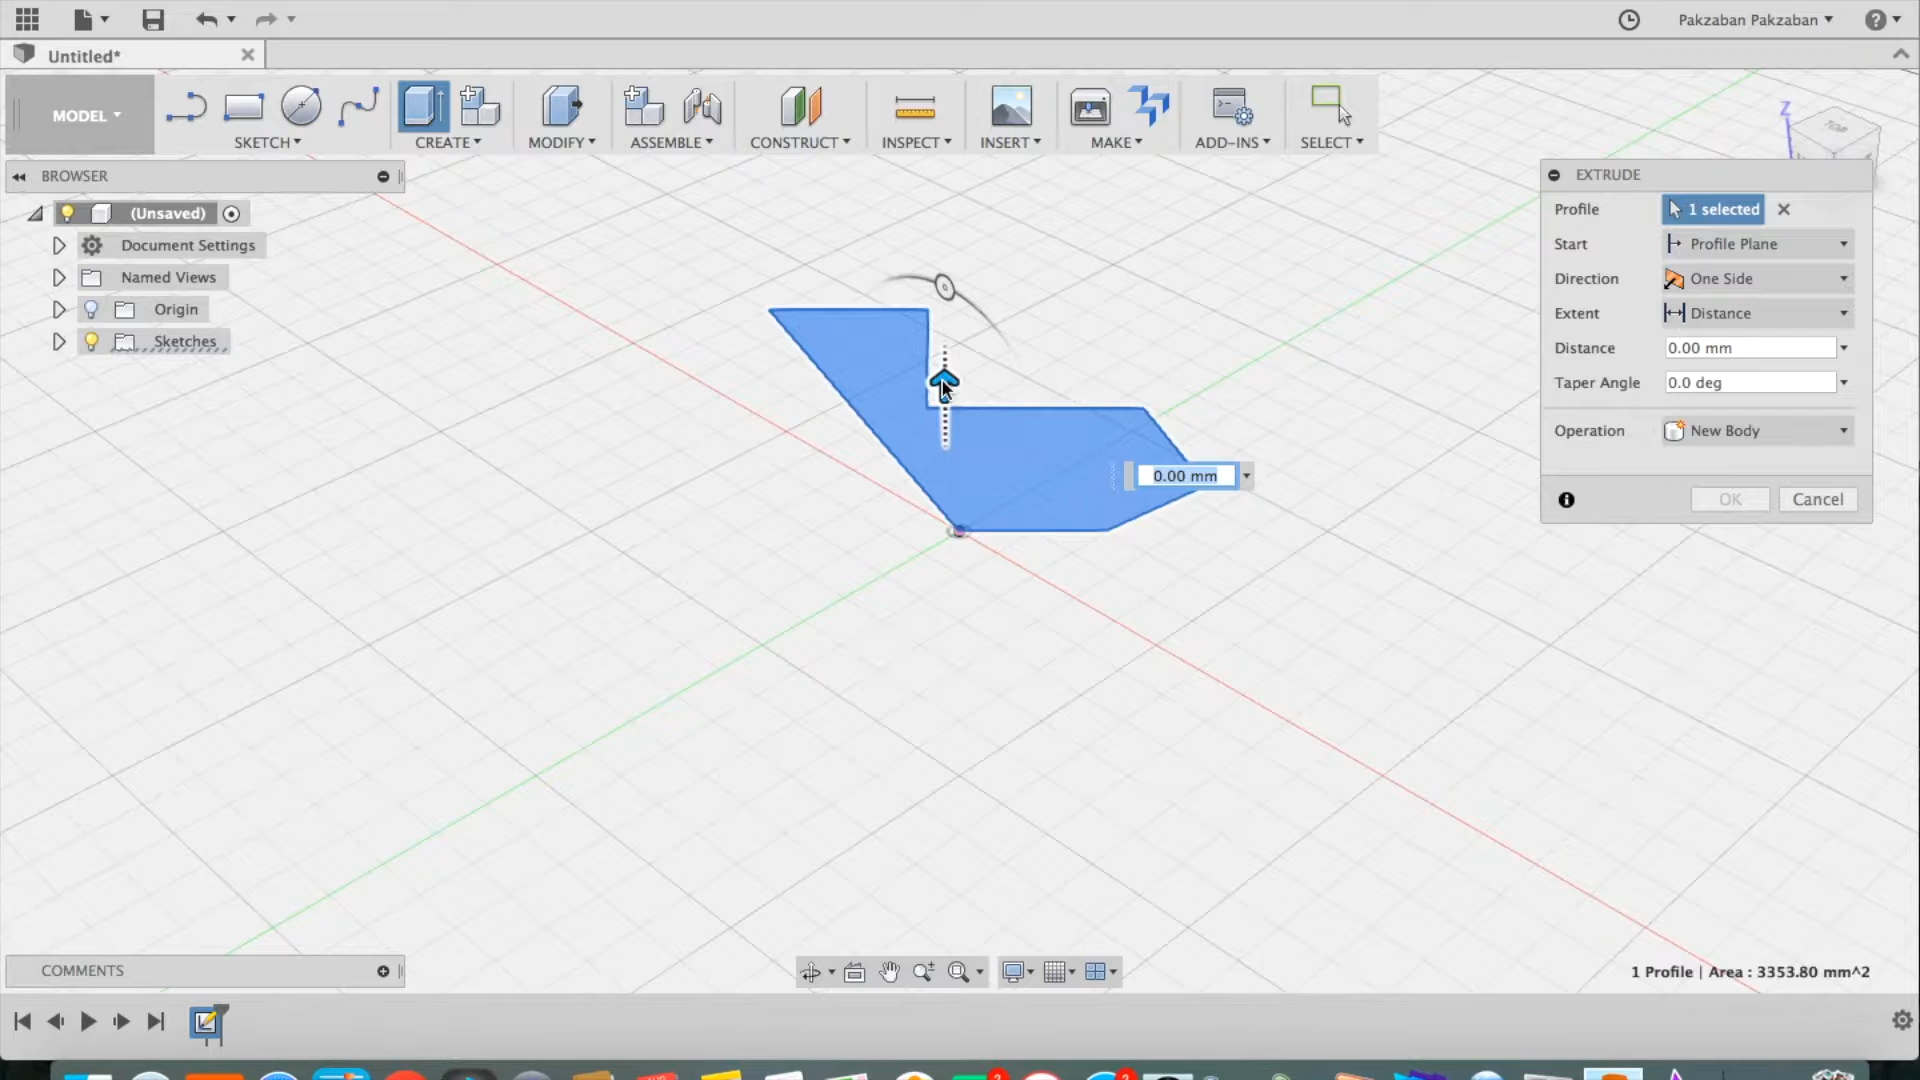 Pakzaban Pakzaban
Untitled*
MODEL
SKETCH
CREATE
MODIFY
ASSEMBLE
CONSTRUCT
INSPECT
INSERT
MAKE
ADD-INS
SELECT
Z
TOP
BROWSER
(Unsaved)
Document Settings
Named Views
Origin
Sketches
EXTRUDE
Profile
1 selected
Start
Profile Plane
Direction
One Side
Extent
Distance
Distance
0.00 mm
Taper Angle
0.0 deg
Operation
New Body
OK
Cancel
0.00 mm
COMMENTS
1 Profile | Area : 3353.80 mm^2